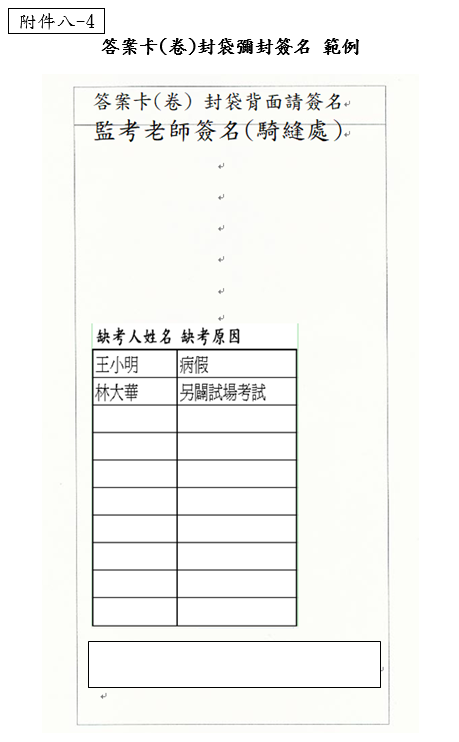 附件八-4
答案卡(卷)封袋彌封簽名 範例
答案卡(卷) 封袋背面請簽名
監考老師簽名(騎縫處)
缺考人姓名 缺考原因
王小明 病假
林大華 另闢試場考試